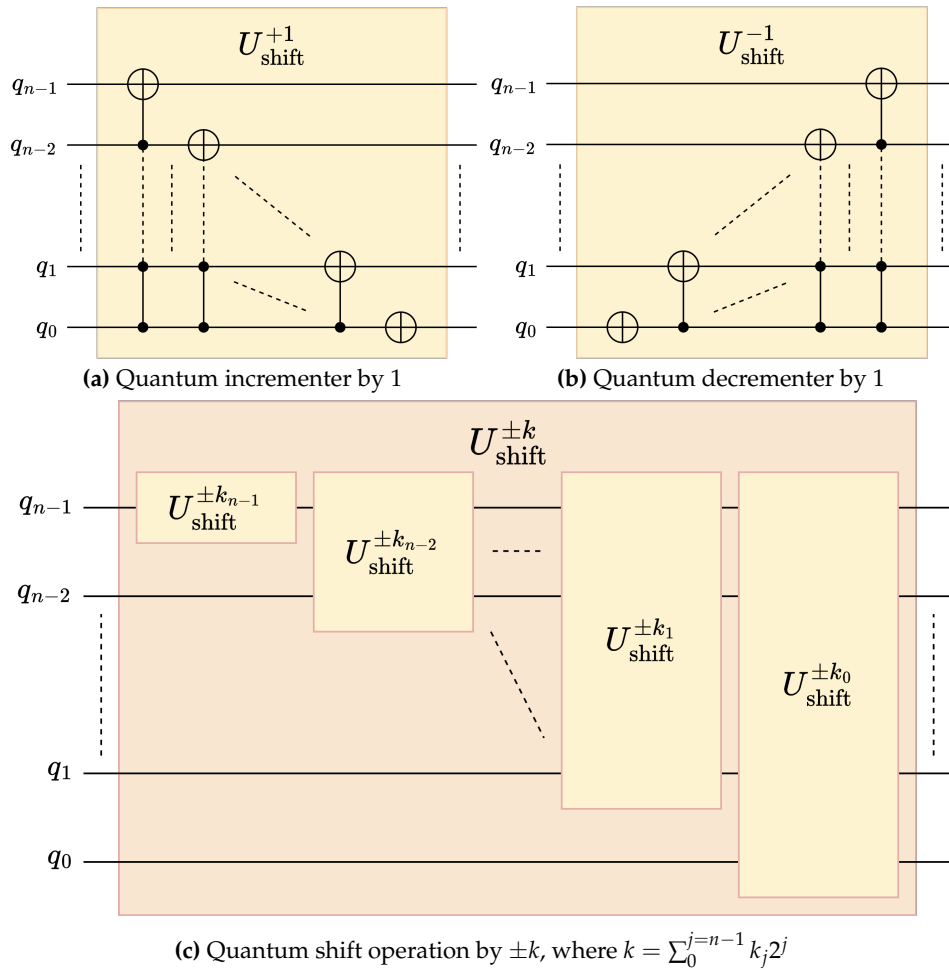 U_shift^{+1} U_shift^{-1}
q_{n-1} q_{n-1}
q_{n-2} q_{n-2}
q_1 q_1
q_0 q_0
(a) Quantum incrementer by 1 (b) Quantum decrementer by 1
U_shift^{±k}
q_{n-1} U_shift^{±k_{n-1}}
U_shift^{±k_{n-2}}
q_{n-2}
U_shift^{±k_1}
U_shift^{±k_0}
q_1
q_0
(c) Quantum shift operation by ±k, where k = ∑_0^{j=n−1} k_j 2^j